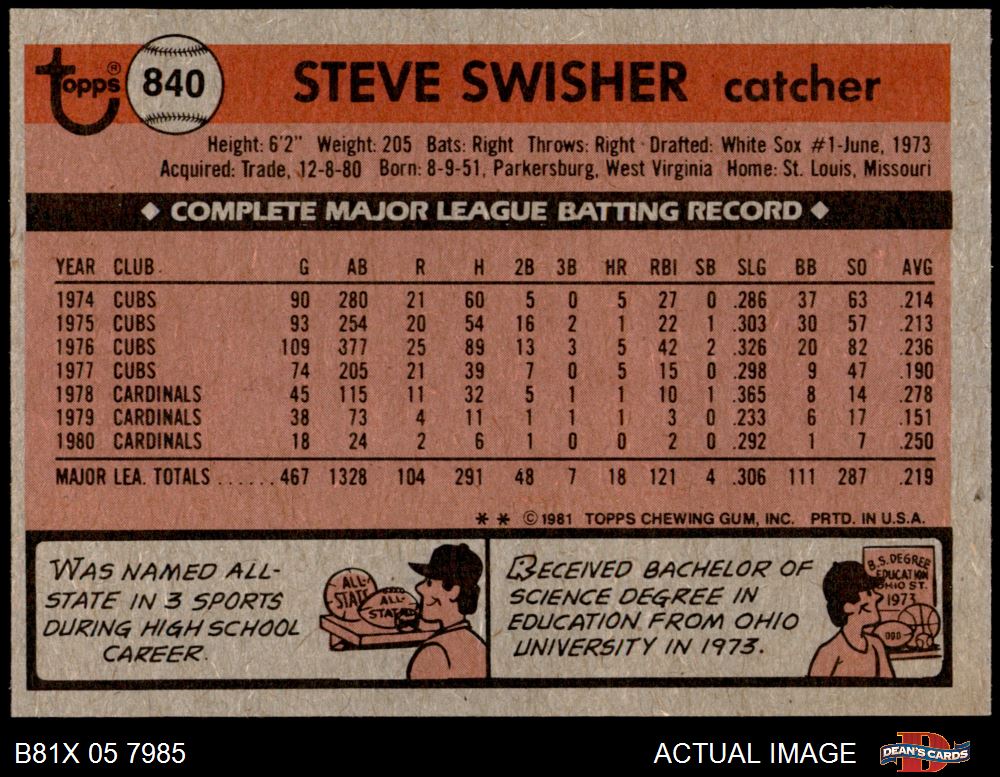 Topps® 840 STEVE SWISHER catcher
Height: 6'2" Weight: 205 Bats: Right Throws: Right Drafted: White Sox #1-June, 1973
Acquired: Trade, 12-8-80 Born: 8-9-51, Parkersburg, West Virginia Home: St. Louis, Missouri
◆ COMPLETE MAJOR LEAGUE BATTING RECORD ◆
YEAR CLUB G AB R H 2B 3B HR RBI SB SLG BB SO AVG
1974 CUBS 90 280 21 60 5 0 5 27 0 .286 37 63 .214
1975 CUBS 93 254 20 54 16 2 1 22 1 .303 30 57 .213
1976 CUBS 109 377 25 89 13 3 5 42 2 .326 20 82 .236
1977 CUBS 74 205 21 39 7 0 5 15 0 .298 9 47 .190
1978 CARDINALS 45 115 11 32 5 1 1 10 1 .365 8 14 .278
1979 CARDINALS 38 73 4 11 1 1 1 3 0 .233 6 17 .151
1980 CARDINALS 18 24 2 6 1 0 0 2 0 .292 1 7 .250
MAJOR LEA. TOTALS ...... 467 1328 104 291 48 7 18 121 4 .306 111 287 .219
* * © 1981 TOPPS CHEWING GUM, INC. PRTD. IN U.S.A.
WAS NAMED ALL-
STATE IN 3 SPORTS
DURING HIGH SCHOOL
CAREER.
ALL-
STATE
ALL-
STATE
RECEIVED BACHELOR OF
SCIENCE DEGREE IN
EDUCATION FROM OHIO
UNIVERSITY IN 1973.
B.S. DEGREE
EDUCATION
OHIO ST.
1973
B81X 05 7985
ACTUAL IMAGE
D
DEAN'S CARDS